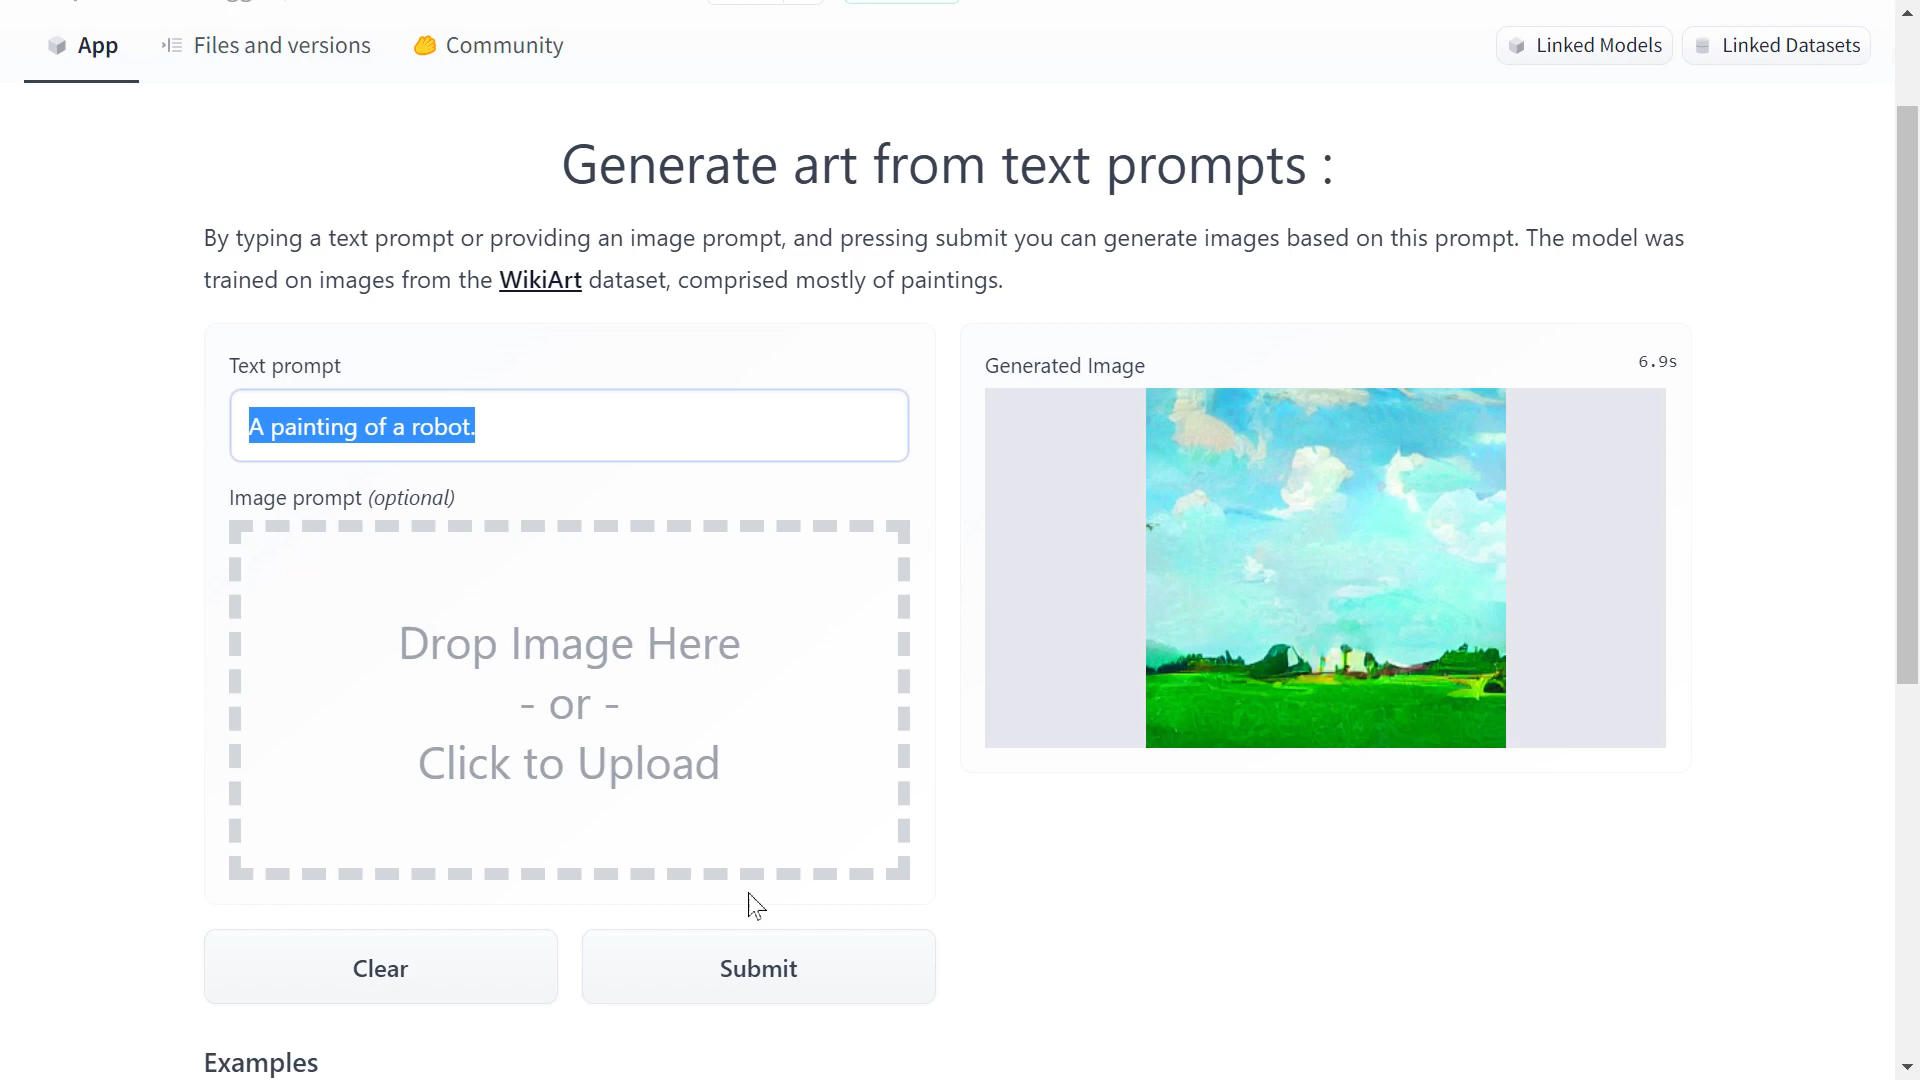 App
Files and versions
Community
Linked Models
Linked Datasets
Generate art from text prompts :
By typing a text prompt or providing an image prompt, and pressing submit you can generate images based on this prompt. The model was
trained on images from the WikiArt dataset, comprised mostly of paintings.
Text prompt
A painting of a robot.
Image prompt (optional)
Drop Image Here
- or -
Click to Upload
Clear
Submit
Generated Image
6.9s
Examples